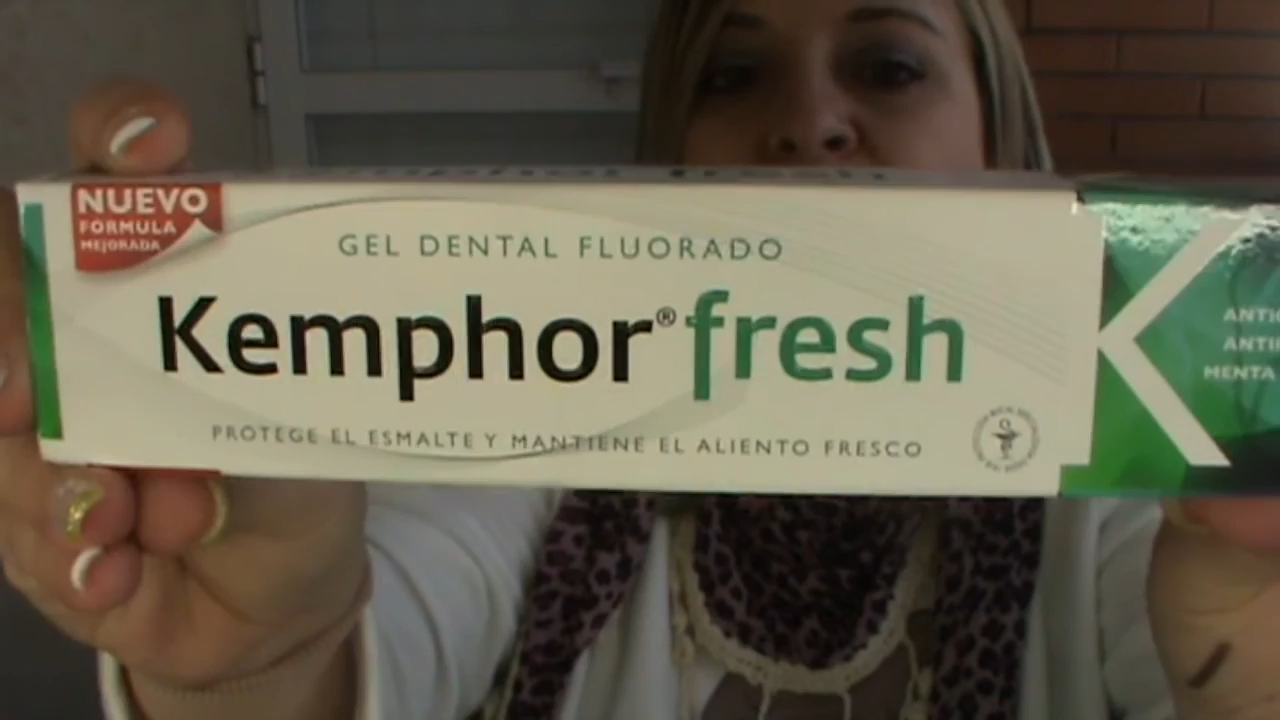 NUEVO
FORMULA
MEJORADA
GEL DENTAL FLUORADO
Kemphor® fresh
PROTEGE EL ESMALTE Y MANTIENE EL ALIENTO FRESCO
K
MENTA